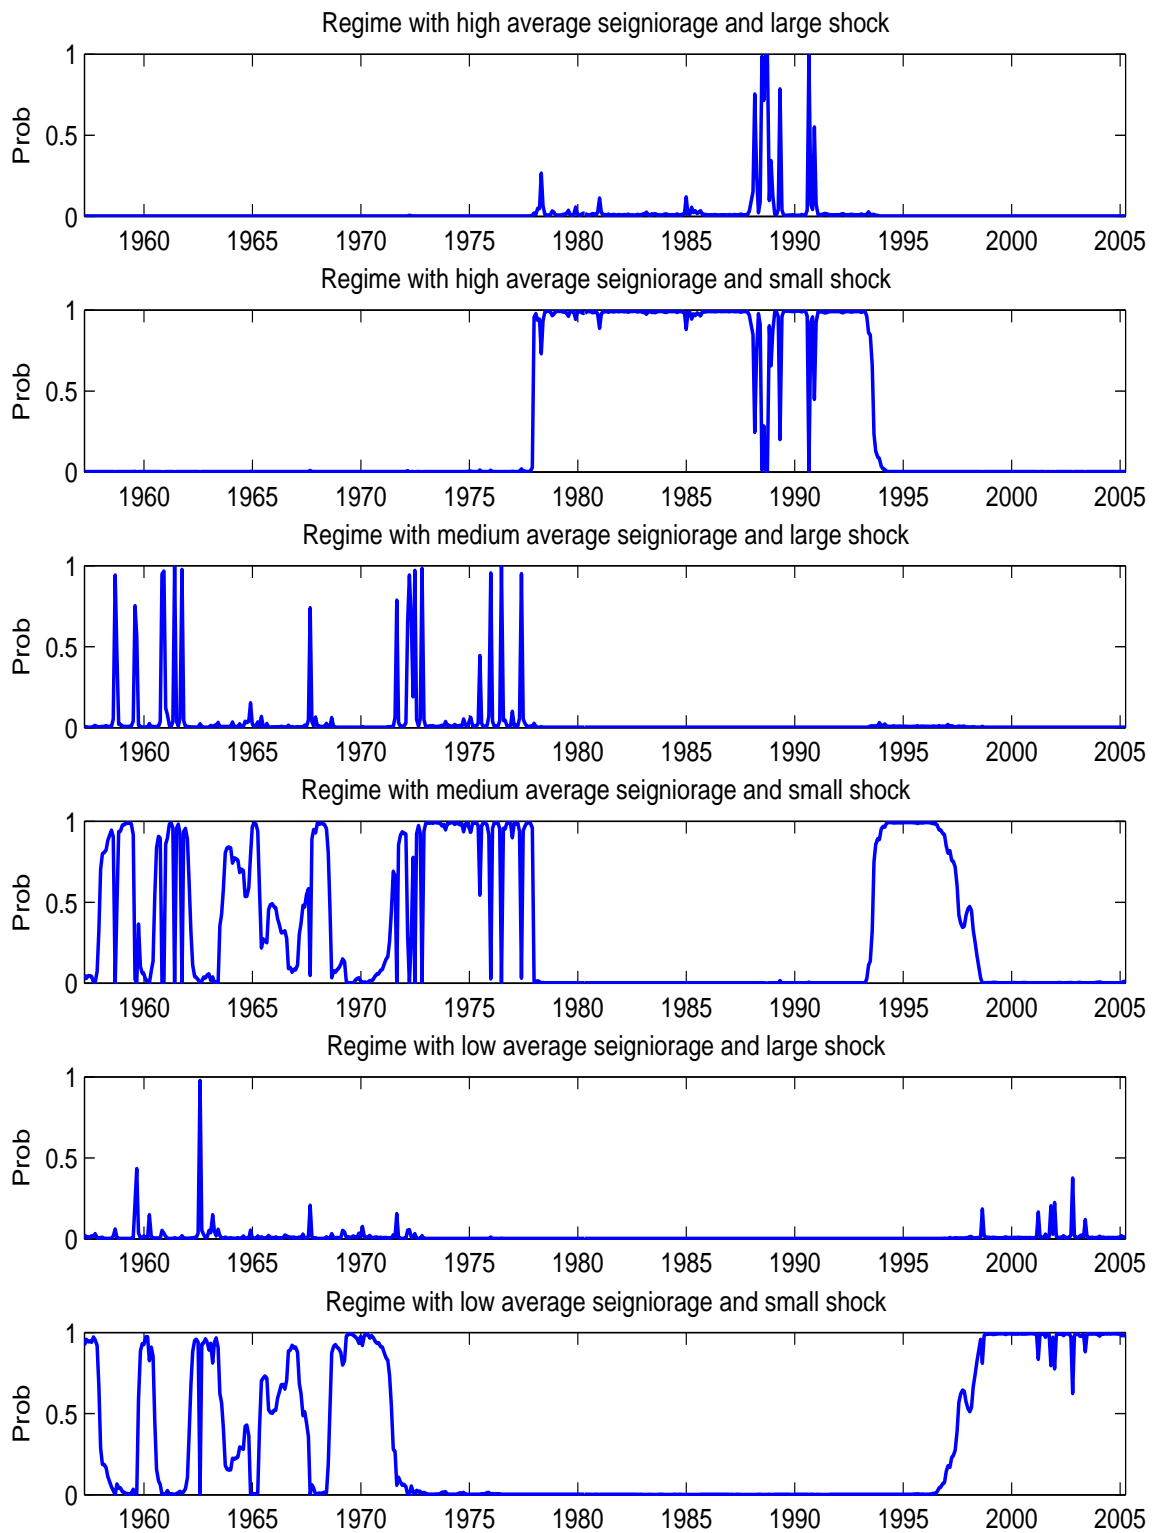 Regime with high average seigniorage and large shock
1
0.5
0
Prob
1960 1965 1970 1975 1980 1985 1990 1995 2000 2005
Regime with high average seigniorage and small shock
1
0.5
0
Prob
1960 1965 1970 1975 1980 1985 1990 1995 2000 2005
Regime with medium average seigniorage and large shock
1
0.5
0
Prob
1960 1965 1970 1975 1980 1985 1990 1995 2000 2005
Regime with medium average seigniorage and small shock
1
0.5
0
Prob
1960 1965 1970 1975 1980 1985 1990 1995 2000 2005
Regime with low average seigniorage and large shock
1
0.5
0
Prob
1960 1965 1970 1975 1980 1985 1990 1995 2000 2005
Regime with low average seigniorage and small shock
1
0.5
0
Prob
1960 1965 1970 1975 1980 1985 1990 1995 2000 2005